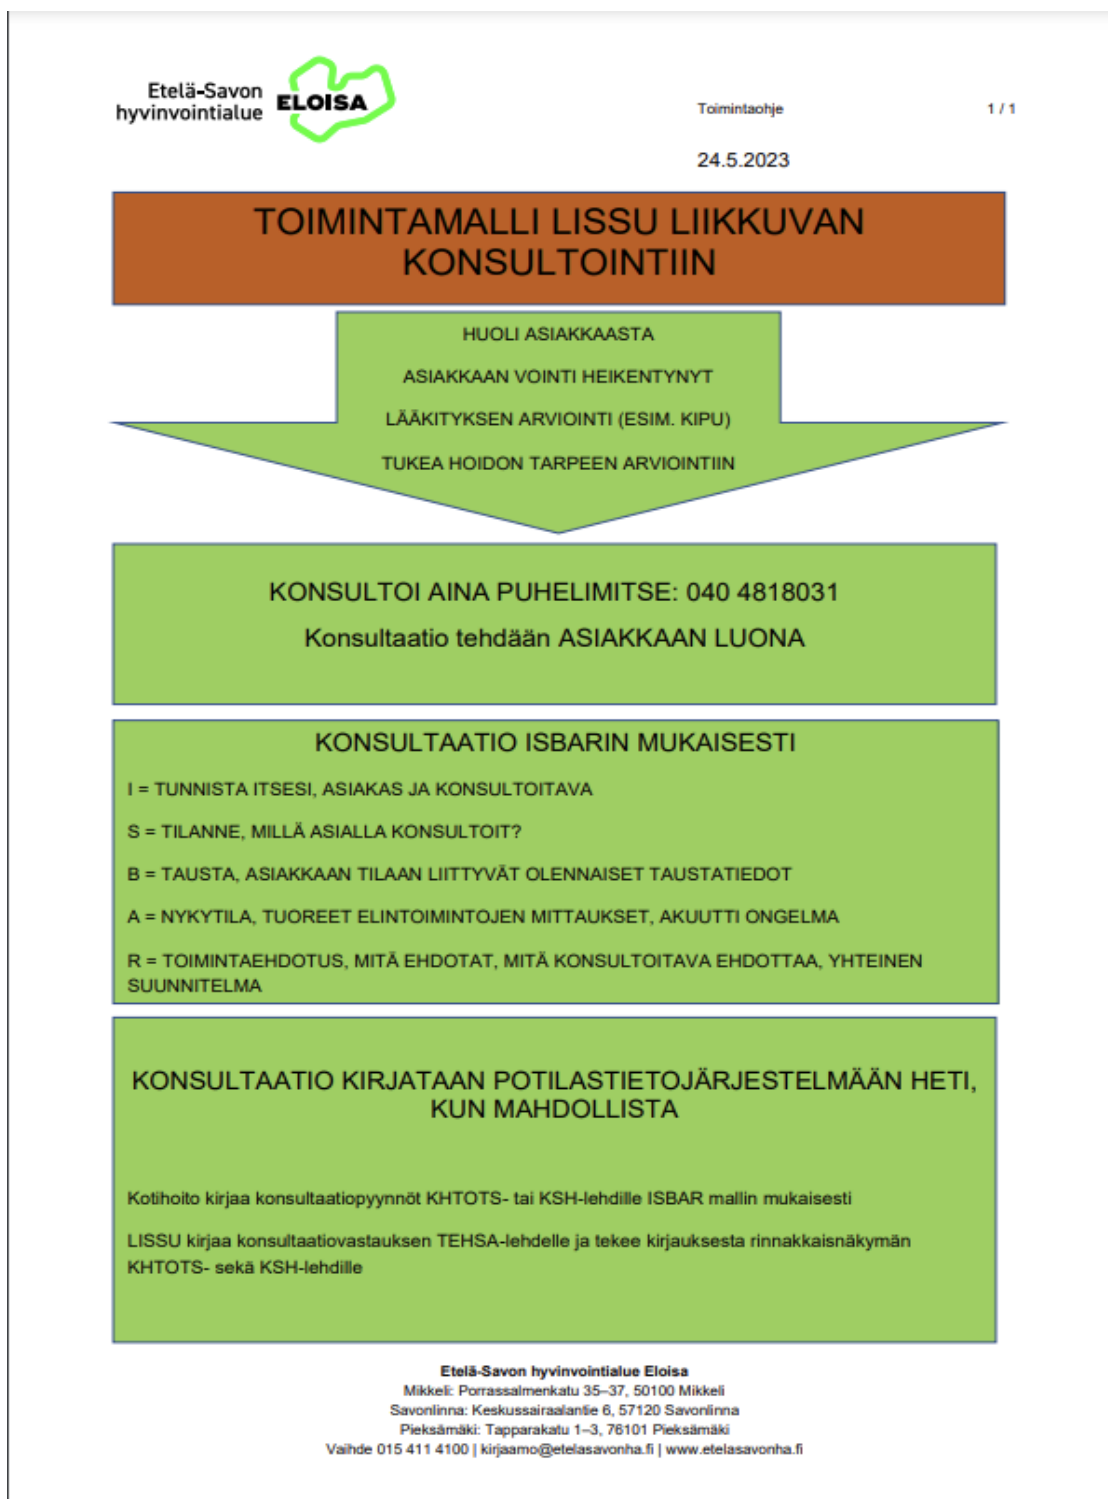 Etelä-Savon
hyvinvointialue
ELOISA
Toimintaohje
1 / 1
24.5.2023
TOIMINTAMALLI LISSU LIIKKUVAN
KONSULTOINTIIN
HUOLI ASIAKKAASTA
ASIAKKAAN VOINTI HEIKENTYNYT
LÄÄKITYKSEN ARVIOINTI (ESIM. KIPU)
TUKEA HOIDON TARPEEN ARVIOINTIIN
KONSULTOI AINA PUHELIMITSE: 040 4818031
Konsultaatio tehdään ASIAKKAAN LUONA
KONSULTAATIO ISBARIN MUKAISESTI
I = TUNNISTA ITSESI, ASIAKAS JA KONSULTOITAVA
S = TILANNE, MILLÄ ASIALLA KONSULTOIT?
B = TAUSTA, ASIAKKAAN TILAAN LIITTYVÄT OLENNAISET TAUSTATIEDOT
A = NYKYTILA, TUOREET ELINTOIMINTOJEN MITTAUKSET, AKUUTTI ONGELMA
R = TOIMINTAEHDOTUS, MITÄ EHDOTAT, MITÄ KONSULTOITAVA EHDOTTAA, YHTEINEN
SUUNNITELMA
KONSULTAATIO KIRJATAAN POTILASTIETOJÄRJESTELMÄÄN HETI,
KUN MAHDOLLISTA
Kotihoito kirjaa konsultaatiopyynnöt KHTOTS- tai KSH-lehdille ISBAR mallin mukaisesti
LISSU kirjaa konsultaatiovastauksen TEHSA-lehdelle ja tekee kirjauksesta rinnakkaisnäkymän
KHTOTS- sekä KSH-lehdille
Etelä-Savon hyvinvointialue Eloisa
Mikkeli: Porrassalmenkatu 35–37, 50100 Mikkeli
Savonlinna: Keskussairaalantie 6, 57120 Savonlinna
Pieksämäki: Tapparakatu 1–3, 76101 Pieksämäki
Vaihde 015 411 4100 | kirjaamo@etelasavonha.fi | www.etelasavonha.fi